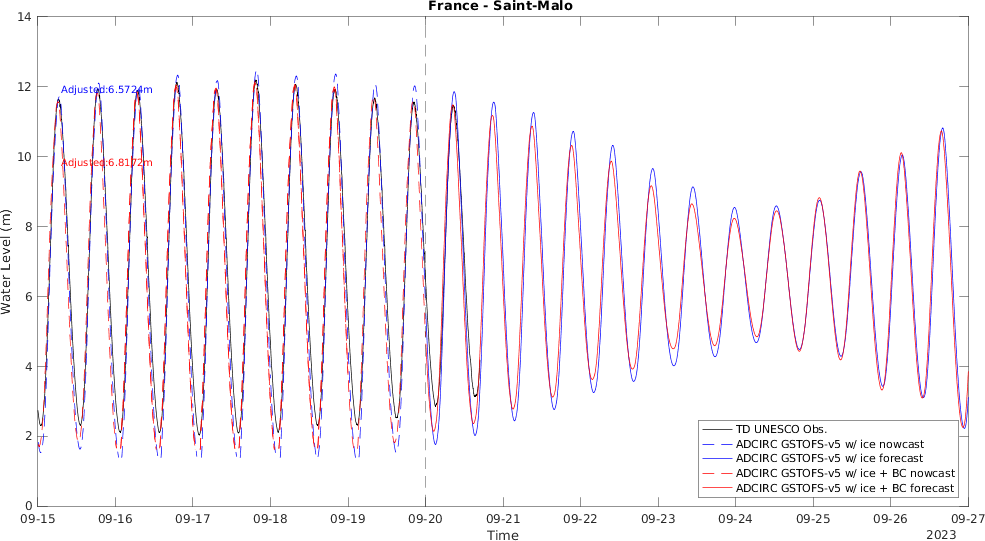 France - Saint-Malo
14
12
10
8
6
4
2
0
Water Level (m)
Adjusted:6.5724m
Adjusted:6.8172m
TD UNESCO Obs.
ADCIRC GSTOFS-v5 w/ ice nowcast
ADCIRC GSTOFS-v5 w/ ice forecast
ADCIRC GSTOFS-v5 w/ ice + BC nowcast
ADCIRC GSTOFS-v5 w/ ice + BC forecast
09-15 09-16 09-17 09-18 09-19 09-20 09-21 09-22 09-23 09-24 09-25 09-26 09-27
Time
2023